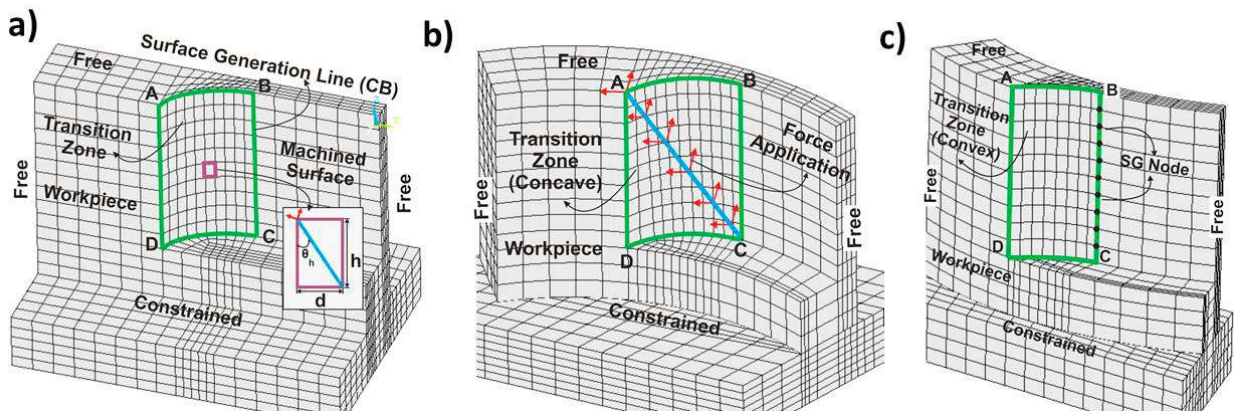 a)
Surface Generation Line (CB)
Free
A
B
Transition
Zone
Machined
Surface
Free
Workpiece
Free
D
C
θh
h
d
Constrained
b)
Free
A
B
Transition
Zone
(Concave)
Force
Application
Free
Workpiece
Free
D
C
Constrained
c)
Free
A
B
Transition
Zone
(Convex)
SG Node
Free
Free
D
C
Workpiece
Constrained